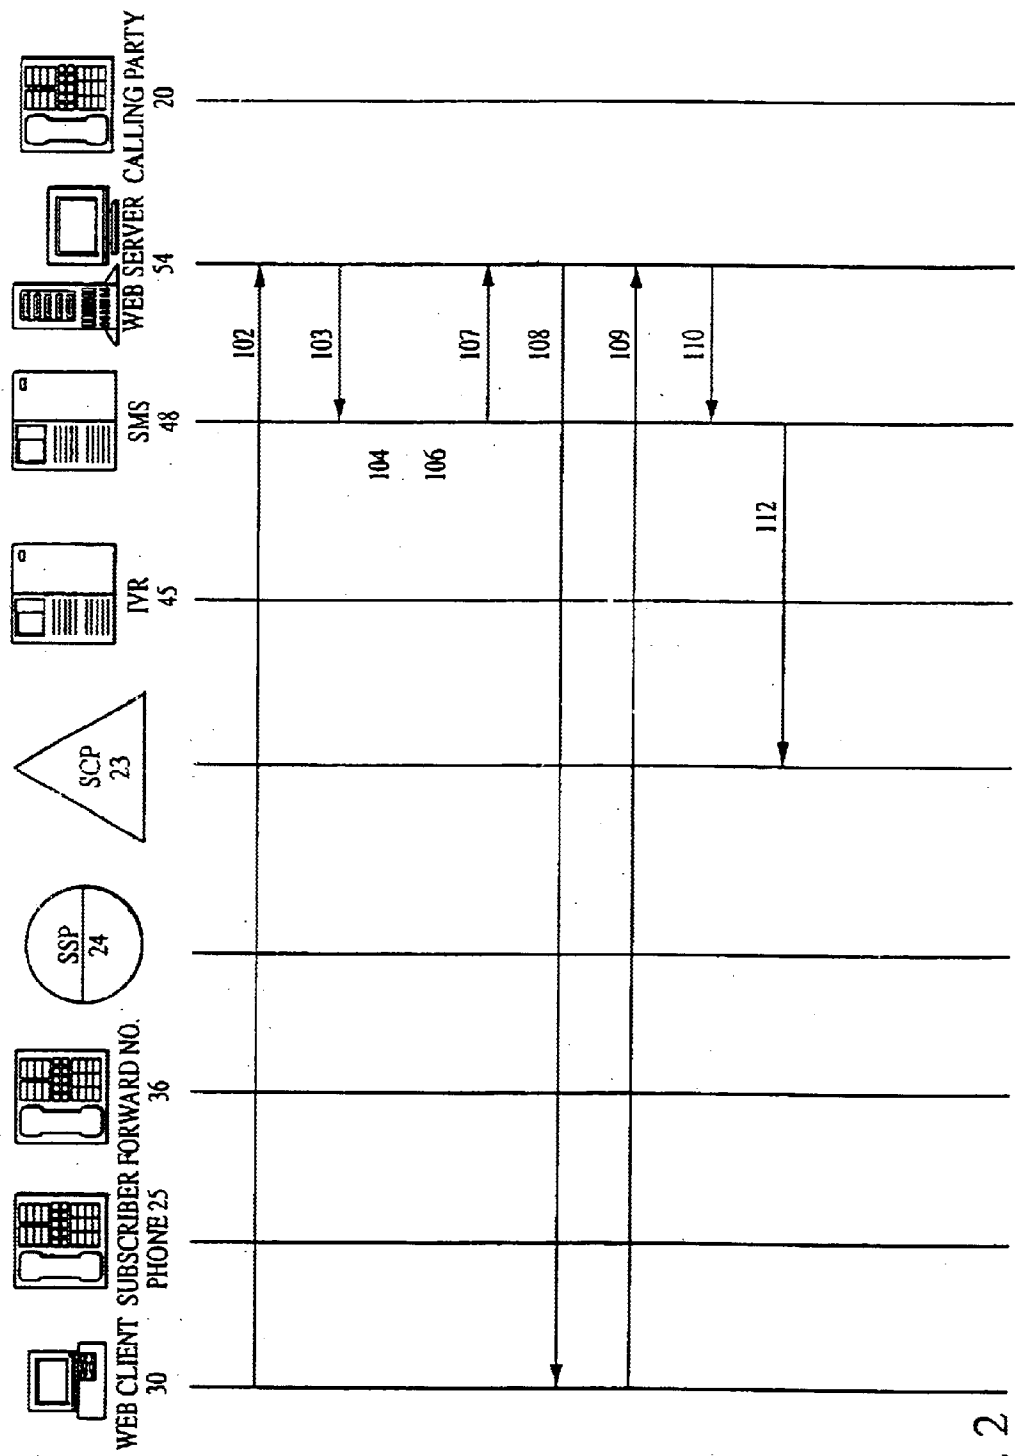 WEB CLIENT
30
SUBSCRIBER
PHONE 25
FORWARD NO.
36
SSP
24
SCP
23
IVR
45
SMS
48
WEB SERVER
54
CALLING PARTY
20
102
103
104
106
107
108
109
110
112
2